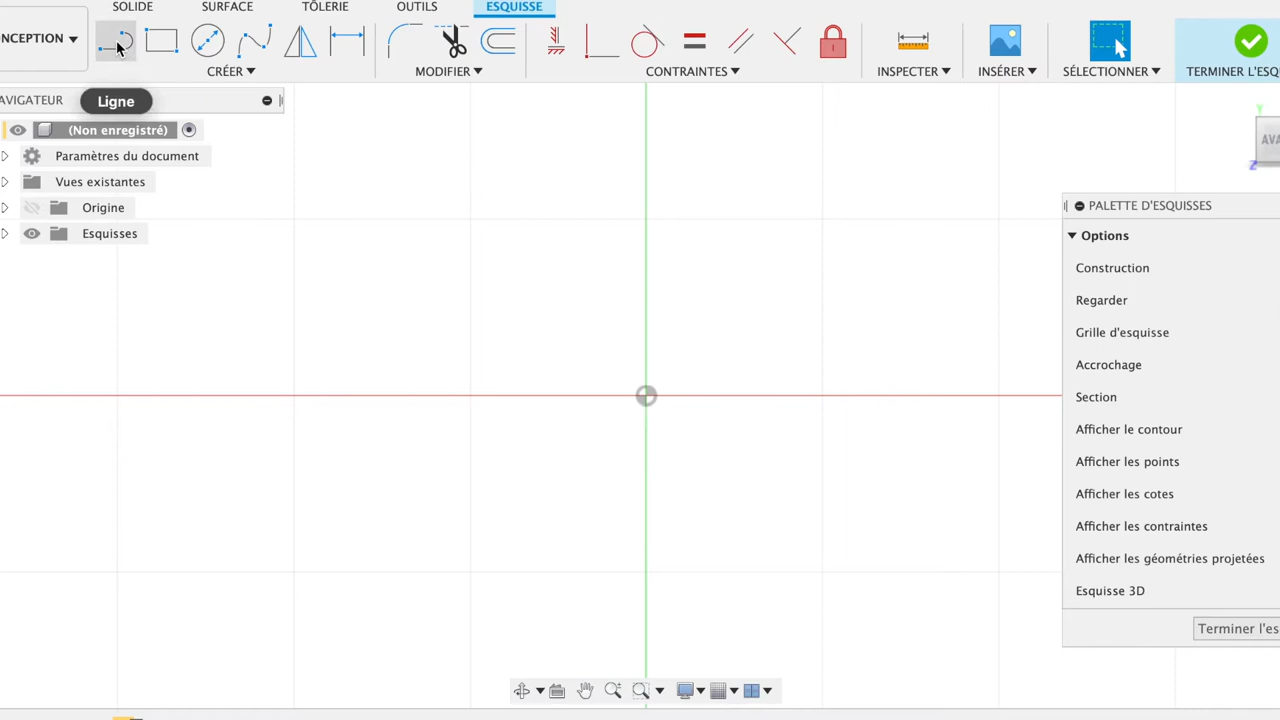 SOLIDE SURFACE TÔLERIE OUTILS ESQUISSE
NCEPTION
CRÉER MODIFIER CONTRAINTES INSPECTER INSÉRER SÉLECTIONNER TERMINER L'ESQ
AVIGATEUR
Ligne
(Non enregistré)
Paramètres du document
Vues existantes
Origine
Esquisses
AVA
Y
Z
PALETTE D'ESQUISSES
Options
Construction
Regarder
Grille d'esquisse
Accrochage
Section
Afficher le contour
Afficher les points
Afficher les cotes
Afficher les contraintes
Afficher les géométries projetées
Esquisse 3D
Terminer l'es